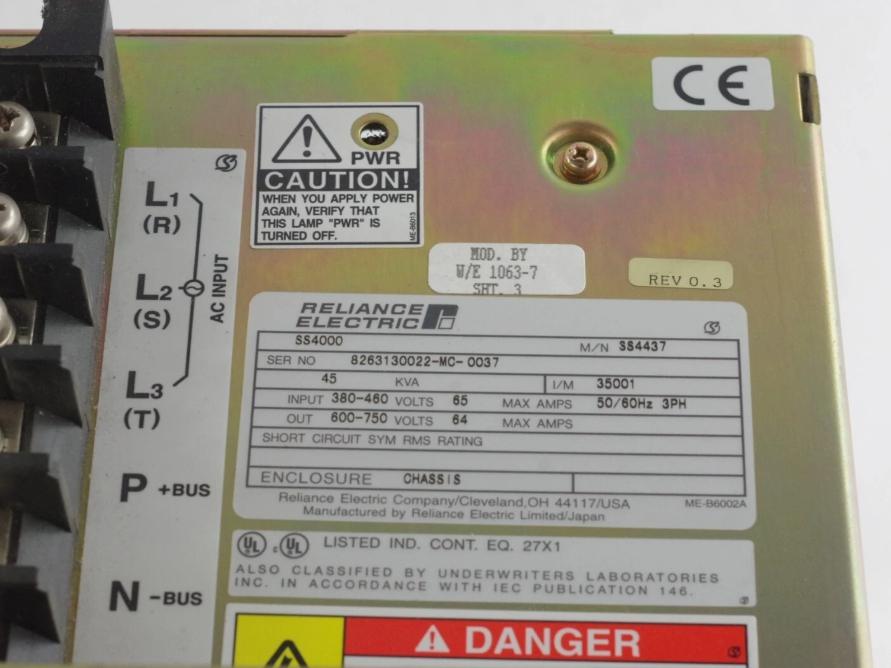 CE
PWR
CAUTION!
WHEN YOU APPLY POWER
AGAIN, VERIFY THAT
THIS LAMP "PWR" IS
TURNED OFF.
ME-B6013
L1
(R)
L2
(S)
L3
(T)
AC INPUT
P +BUS
N -BUS
MOD. BY
W/E 1063-7
SHT. 3
REV 0.3
RELIANCE
ELECTRIC
SS4000 M/N SS4437
SER NO 8263130022-MC-0037
45 KVA I/M 35001
INPUT 380-460 VOLTS 65 MAX AMPS 50/60Hz 3PH
OUT 600-750 VOLTS 64 MAX AMPS
SHORT CIRCUIT SYM RMS RATING
ENCLOSURE CHASSIS
Reliance Electric Company/Cleveland,OH 44117/USA ME-B6002A
Manufactured by Reliance Electric Limited/Japan
UL c UL LISTED IND. CONT. EQ. 27X1
ALSO CLASSIFIED BY UNDERWRITERS LABORATORIES
INC. IN ACCORDANCE WITH IEC PUBLICATION 146.
DANGER